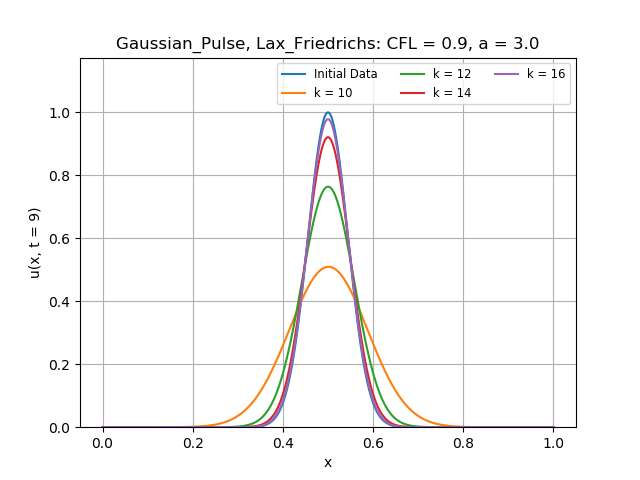 Gaussian_Pulse, Lax_Friedrichs: CFL = 0.9, a = 3.0
Initial Data
k = 10
k = 12
k = 14
k = 16
u(x, t = 9)
1.0
0.8
0.6
0.4
0.2
0.0
0.0 0.2 0.4 0.6 0.8 1.0
x